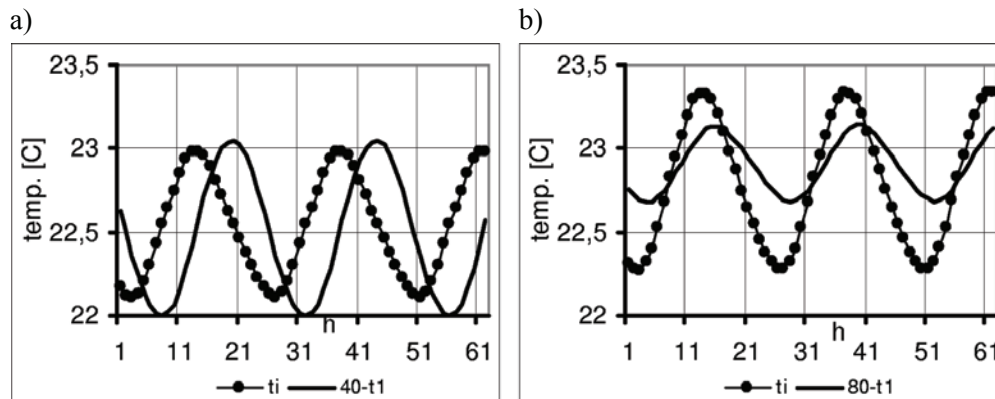 a)
23,5
23
22,5
22
temp. [C]
1 11 21 31 41 51 61
h
ti 40-t1
b)
23,5
23
22,5
22
temp. [C]
1 11 21 31 41 51 61
h
ti 80-t1